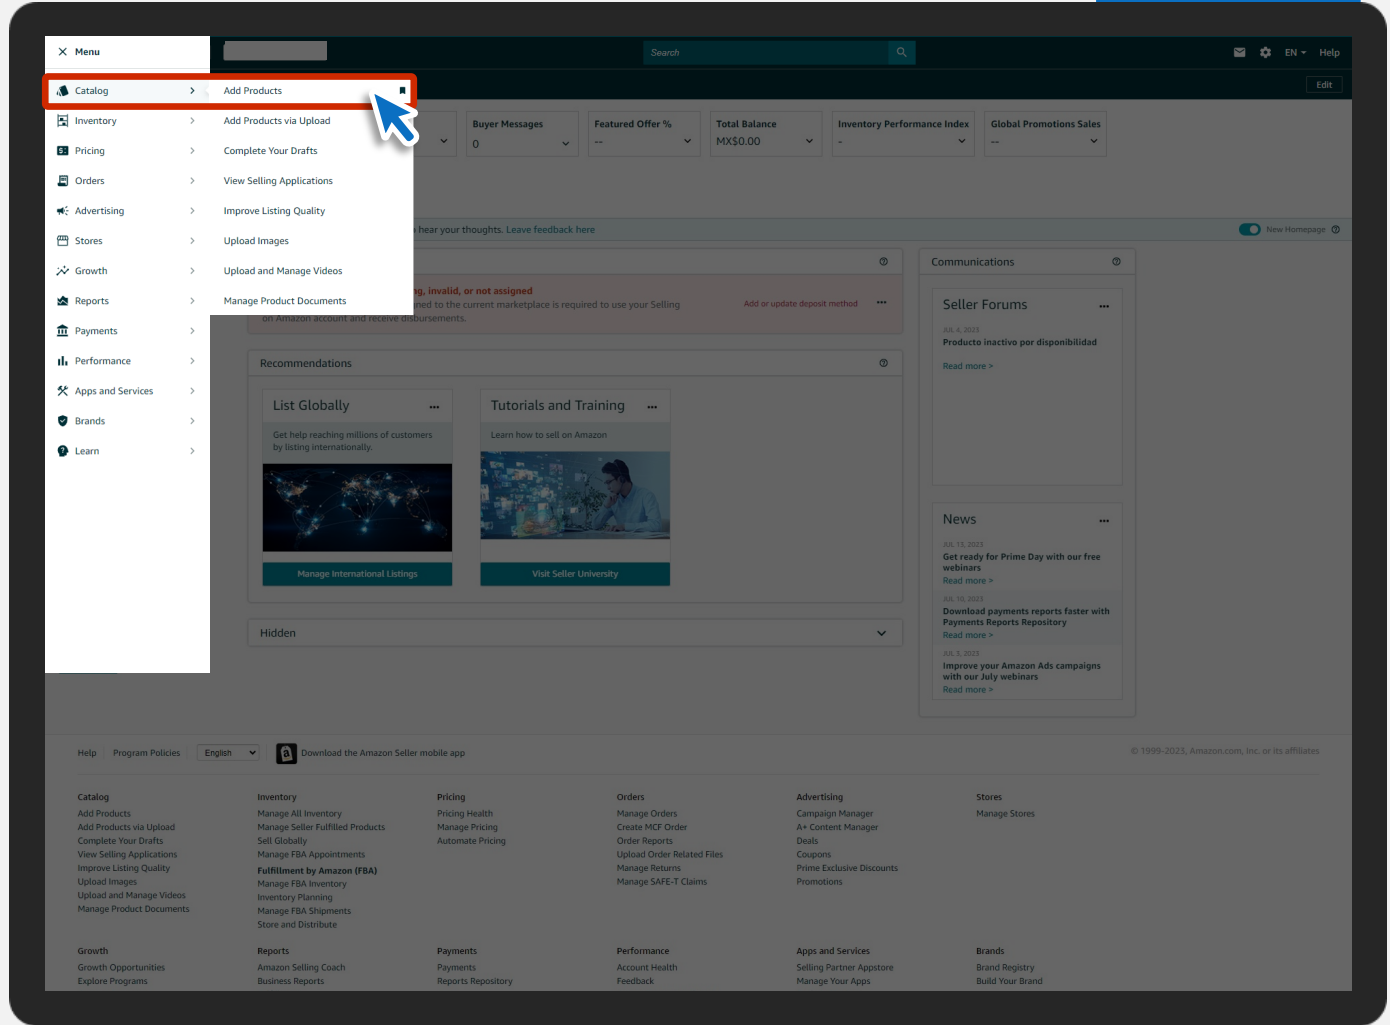 Menu
Search
EN
Help
Catalog
Add Products
Edit
Inventory
Add Products via Upload
Pricing
Complete Your Drafts
Orders
View Selling Applications
Advertising
Improve Listing Quality
Stores
Upload Images
Growth
Upload and Manage Videos
Reports
Manage Product Documents
Payments
Performance
Apps and Services
Brands
Learn
Buyer Messages
0
Featured Offer %
--
Total Balance
MX$0.00
Inventory Performance Index
-
Global Promotions Sales
--
hear your thoughts. Leave feedback here
New Homepage
invalid, or not assigned
to the current marketplace is required to use your Selling
on Amazon account and receive disbursements.
Add or update deposit method
Recommendations
List Globally
Get help reaching millions of customers
by listing internationally.
Manage International Listings
Tutorials and Training
Learn how to sell on Amazon
Visit Seller University
Hidden
Communications
Seller Forums
JUL 4, 2023
Producto inactivo por disponibilidad
Read more >
News
JUL 13, 2023
Get ready for Prime Day with our free
webinars
Read more >
JUL 10, 2023
Download payments reports faster with
Payments Reports Repository
Read more >
JUL 3, 2023
Improve your Amazon Ads campaigns
with our July webinars
Read more >
Help
Program Policies
English
Download the Amazon Seller mobile app
© 1999-2023, Amazon.com, Inc. or its affiliates
Catalog
Add Products
Add Products via Upload
Complete Your Drafts
View Selling Applications
Improve Listing Quality
Upload Images
Upload and Manage Videos
Manage Product Documents
Inventory
Manage All Inventory
Manage Seller Fulfilled Products
Sell Globally
Manage FBA Appointments
Fulfillment by Amazon (FBA)
Manage FBA Inventory
Inventory Planning
Manage FBA Shipments
Store and Distribute
Pricing
Pricing Health
Manage Pricing
Automate Pricing
Orders
Manage Orders
Create MCF Order
Order Reports
Upload Order Related Files
Manage Returns
Manage SAFE-T Claims
Advertising
Campaign Manager
A+ Content Manager
Deals
Coupons
Prime Exclusive Discounts
Promotions
Stores
Manage Stores
Growth
Growth Opportunities
Explore Programs
Reports
Amazon Selling Coach
Business Reports
Payments
Payments
Reports Repository
Performance
Account Health
Feedback
Apps and Services
Selling Partner Appstore
Manage Your Apps
Brands
Brand Registry
Build Your Brand